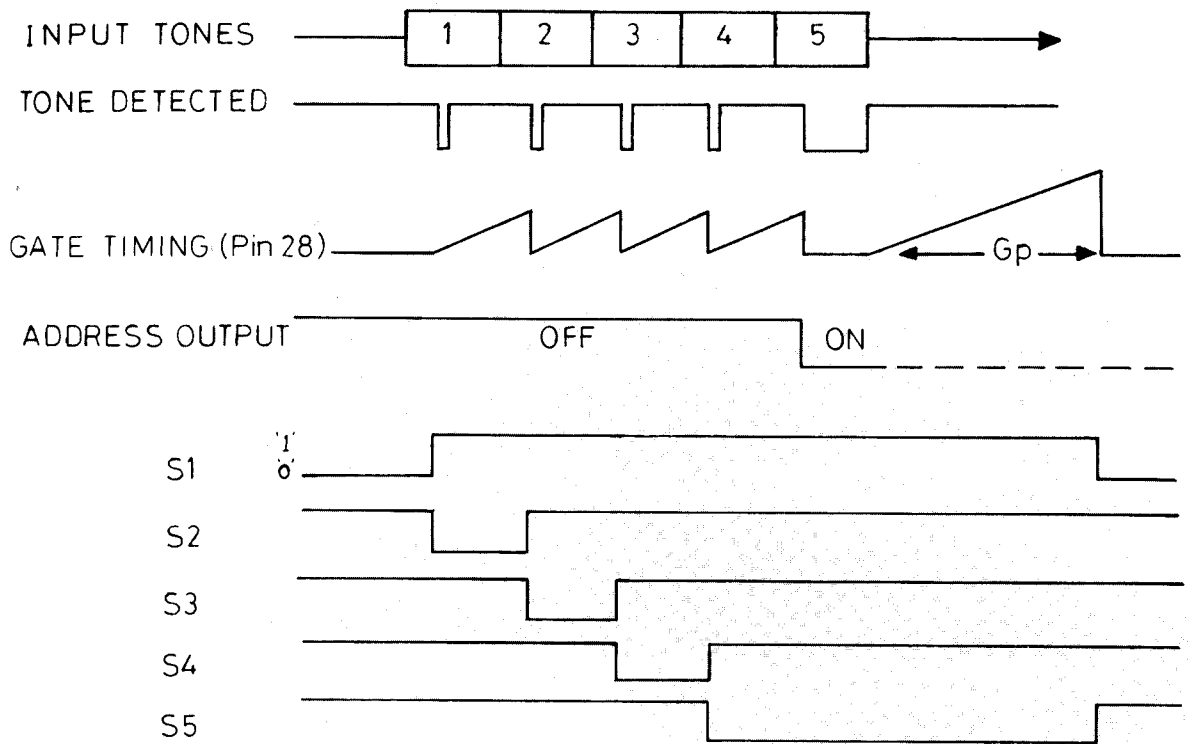 INPUT TONES 1 2 3 4 5
TONE DETECTED
GATE TIMING (Pin 28) Gp
ADDRESS OUTPUT OFF ON
'1'
S1 '0'
S2
S3
S4
S5